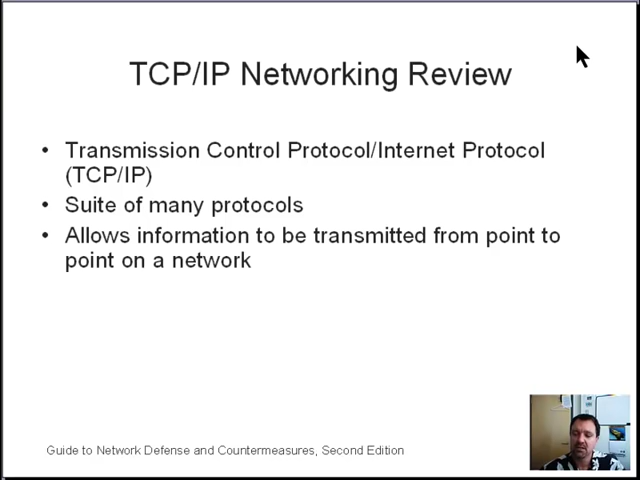 TCP/IP Networking Review
• Transmission Control Protocol/Internet Protocol
(TCP/IP)
• Suite of many protocols
• Allows information to be transmitted from point to
point on a network
Guide to Network Defense and Countermeasures, Second Edition